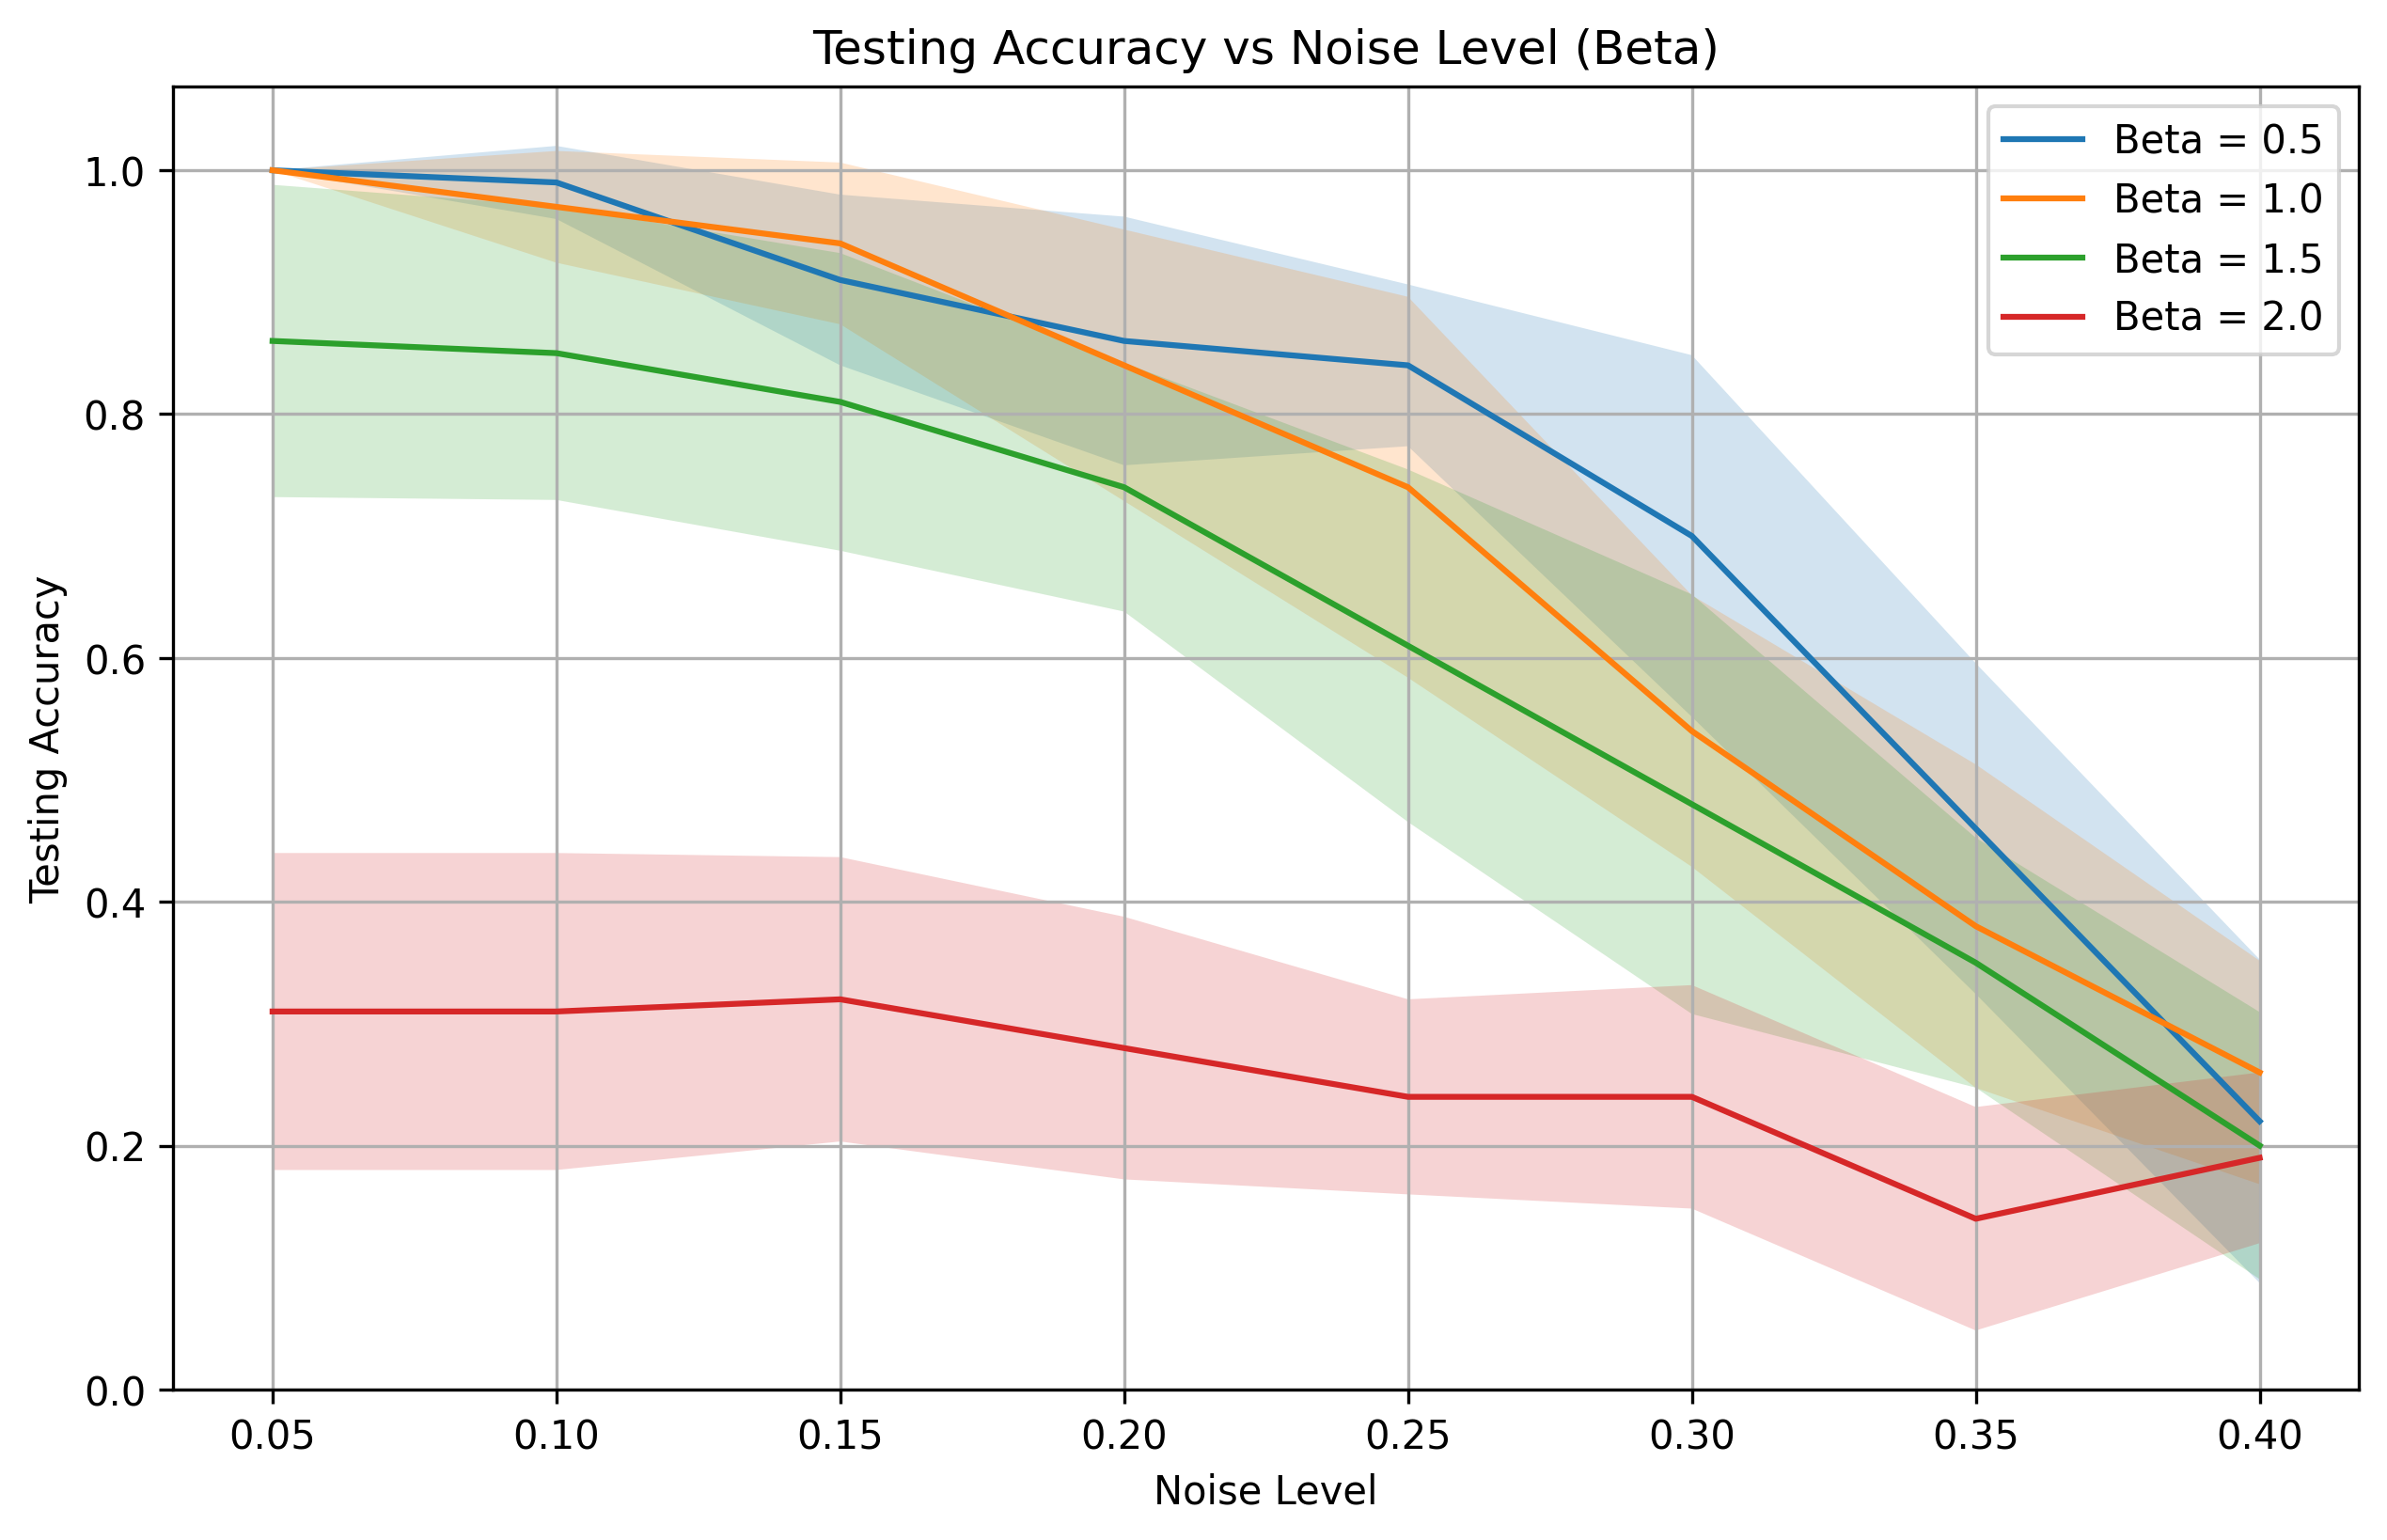 Testing Accuracy vs Noise Level (Beta)
Beta = 0.5
Beta = 1.0
Beta = 1.5
Beta = 2.0
Testing Accuracy
1.0
0.8
0.6
0.4
0.2
0.0
0.05 0.10 0.15 0.20 0.25 0.30 0.35 0.40
Noise Level